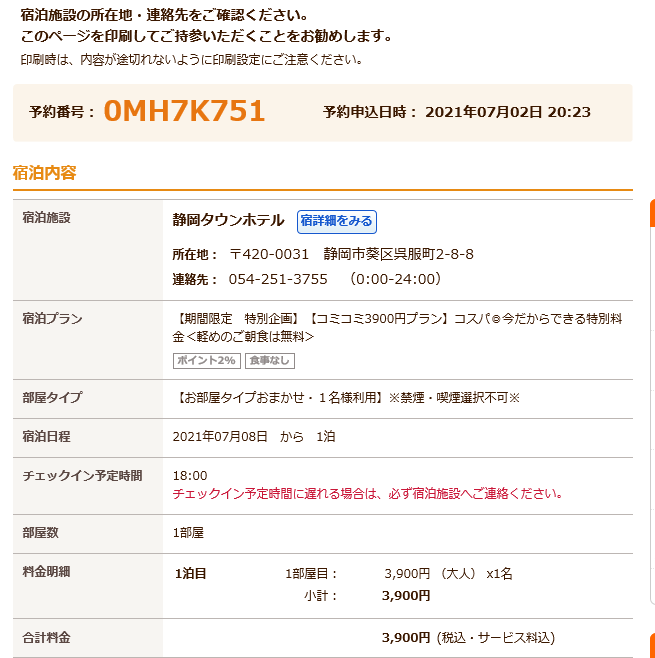 宿泊施設の所在地・連絡先をご確認ください。
このページを印刷してご持参いただくことをお勧めします。
印刷時は、内容が途切れないように印刷設定にご注意ください。
予約番号： 0MH7K751 予約申込日時： 2021年07月02日 20:23
宿泊内容
宿泊施設 静岡タウンホテル 宿詳細をみる
所在地： 〒420-0031 静岡市葵区呉服町2-8-8
連絡先： 054-251-3755 （0:00-24:00）
宿泊プラン 【期間限定 特別企画】【コミコミ3900円プラン】コスパ◎今だからできる特別料
金＜軽めのご朝食は無料＞
ポイント2% 食事なし
部屋タイプ 【お部屋タイプおまかせ・１名様利用】※禁煙・喫煙選択不可※
宿泊日程 2021年07月08日 から 1泊
チェックイン予定時間 18:00
チェックイン予定時間に遅れる場合は、必ず宿泊施設へご連絡ください。
部屋数 1部屋
料金明細 1泊目 1部屋目： 3,900円 （大人） x1名
小計： 3,900円
合計料金 3,900円 (税込・サービス料込)